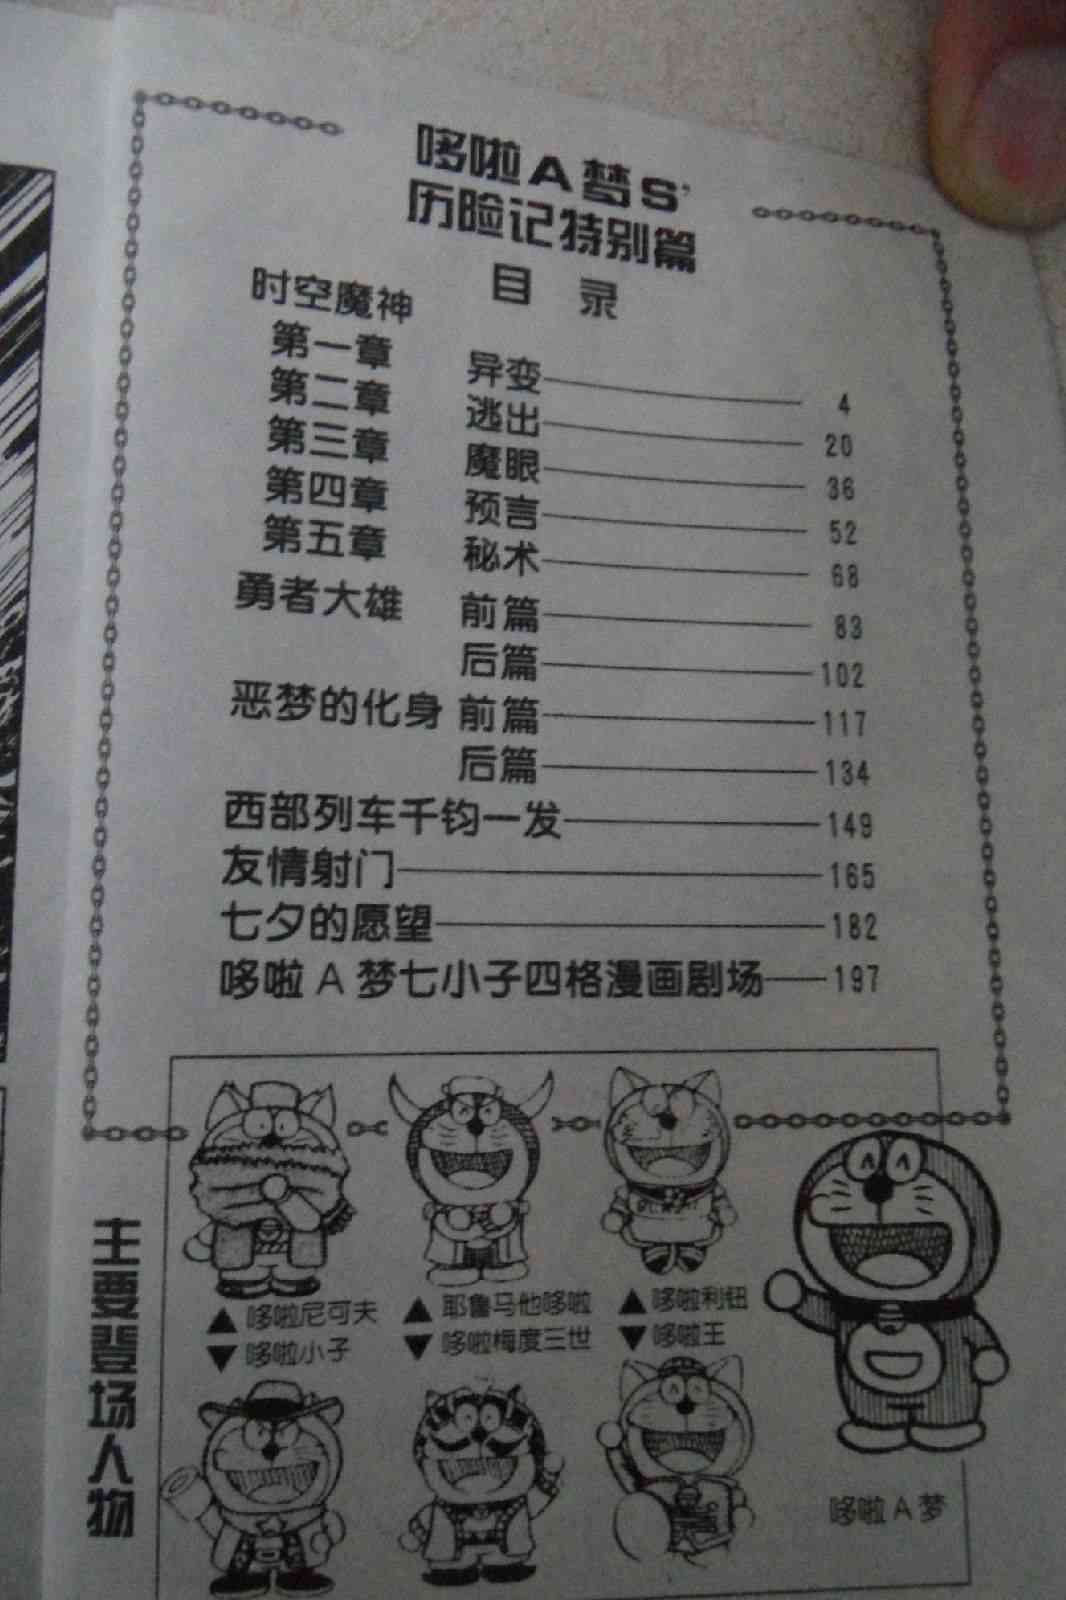 哆啦A梦S'
历险记特别篇
目 录
时空魔神
第一章 异变 4
第二章 逃出 20
第三章 魔眼 36
第四章 预言 52
第五章 秘术 68
勇者大雄 前篇 83
后篇 102
恶梦的化身 前篇 117
后篇 134
西部列车千钧一发 149
友情射门 165
七夕的愿望 182
哆啦A梦七小子四格漫画剧场 197
主要登场人物
▲哆啦尼可夫 ▲耶鲁马他哆啦 ▲哆啦利钮
▼哆啦小子 ▼哆啦梅度三世 ▼哆啦王
哆啦A梦